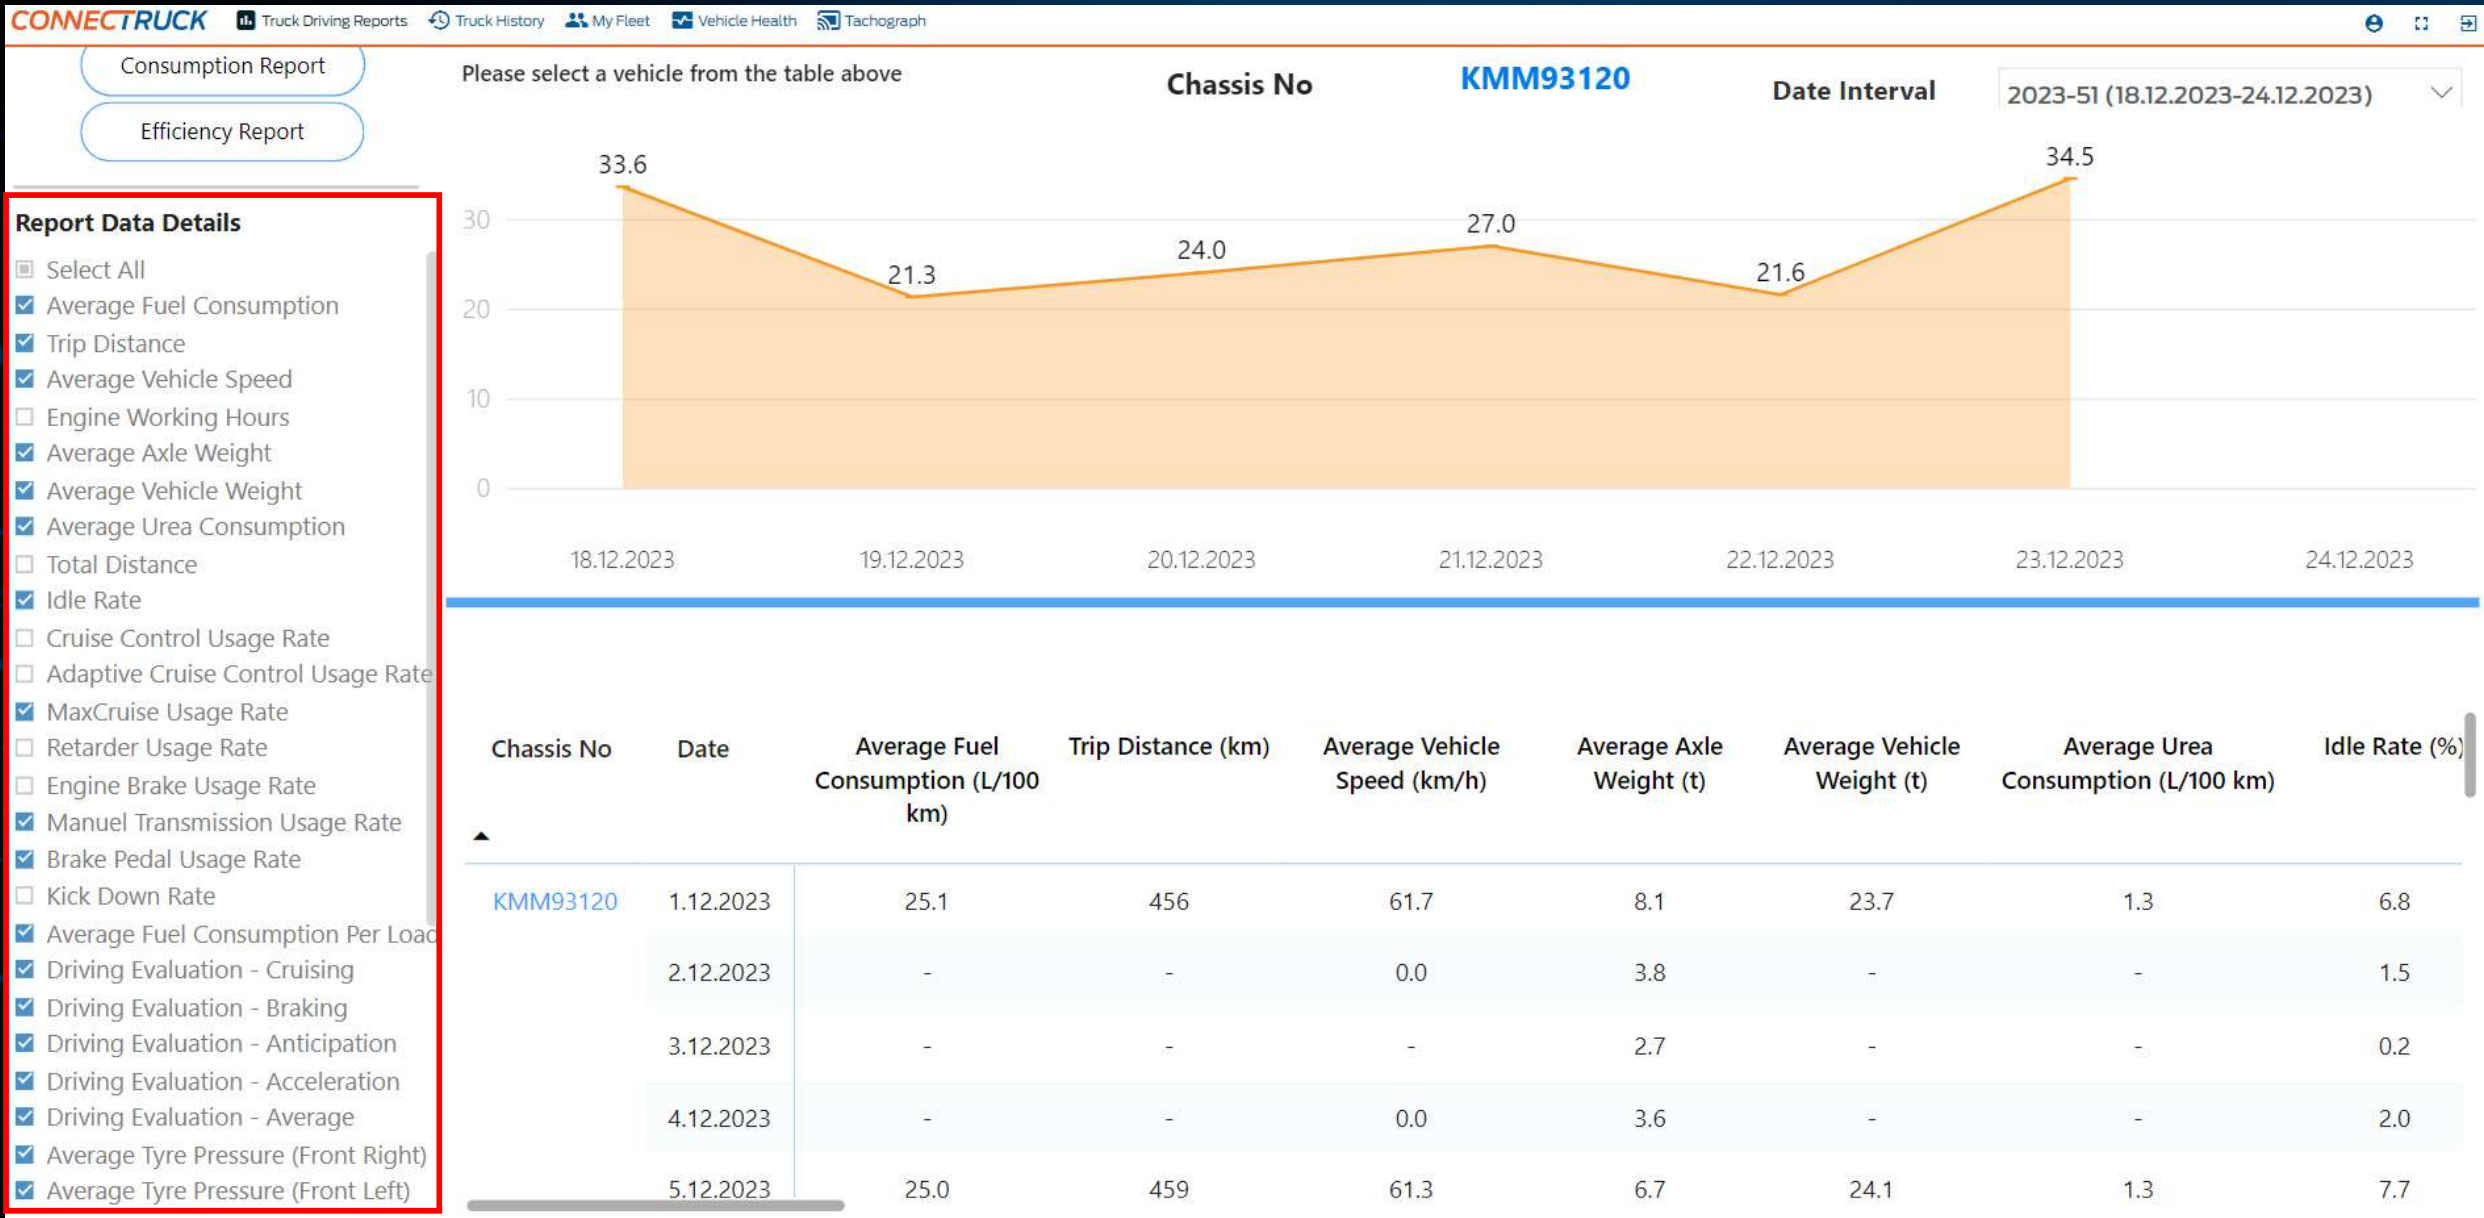 CONNECTRUCK Truck Driving Reports Truck History My Fleet Vehicle Health Tachograph
Consumption Report
Efficiency Report
Report Data Details
Select All
Average Fuel Consumption
Trip Distance
Average Vehicle Speed
Engine Working Hours
Average Axle Weight
Average Vehicle Weight
Average Urea Consumption
Total Distance
Idle Rate
Cruise Control Usage Rate
Adaptive Cruise Control Usage Rate
MaxCruise Usage Rate
Retarder Usage Rate
Engine Brake Usage Rate
Manuel Transmission Usage Rate
Brake Pedal Usage Rate
Kick Down Rate
Average Fuel Consumption Per Load
Driving Evaluation - Cruising
Driving Evaluation - Braking
Driving Evaluation - Anticipation
Driving Evaluation - Acceleration
Driving Evaluation - Average
Average Tyre Pressure (Front Right)
Average Tyre Pressure (Front Left)
Please select a vehicle from the table above
Chassis No KMM93120
Date Interval 2023-51 (18.12.2023-24.12.2023)
33.6 21.3 24.0 27.0 21.6 34.5
30
20
10
0
18.12.2023 19.12.2023 20.12.2023 21.12.2023 22.12.2023 23.12.2023 24.12.2023
Chassis No Date Average Fuel Consumption (L/100 km) Trip Distance (km) Average Vehicle Speed (km/h) Average Axle Weight (t) Average Vehicle Weight (t) Average Urea Consumption (L/100 km) Idle Rate (%)
KMM93120 1.12.2023 25.1 456 61.7 8.1 23.7 1.3 6.8
2.12.2023 - - 0.0 3.8 - - 1.5
3.12.2023 - - - 2.7 - - 0.2
4.12.2023 - - 0.0 3.6 - - 2.0
5.12.2023 25.0 459 61.3 6.7 24.1 1.3 7.7